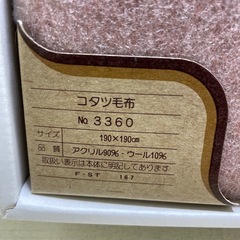 コタツ毛布
No 3360
サイズ 190×190cm
品質 アクリル90%・ウール10%
取扱い表示は本体に明記してあります
F-ST 167